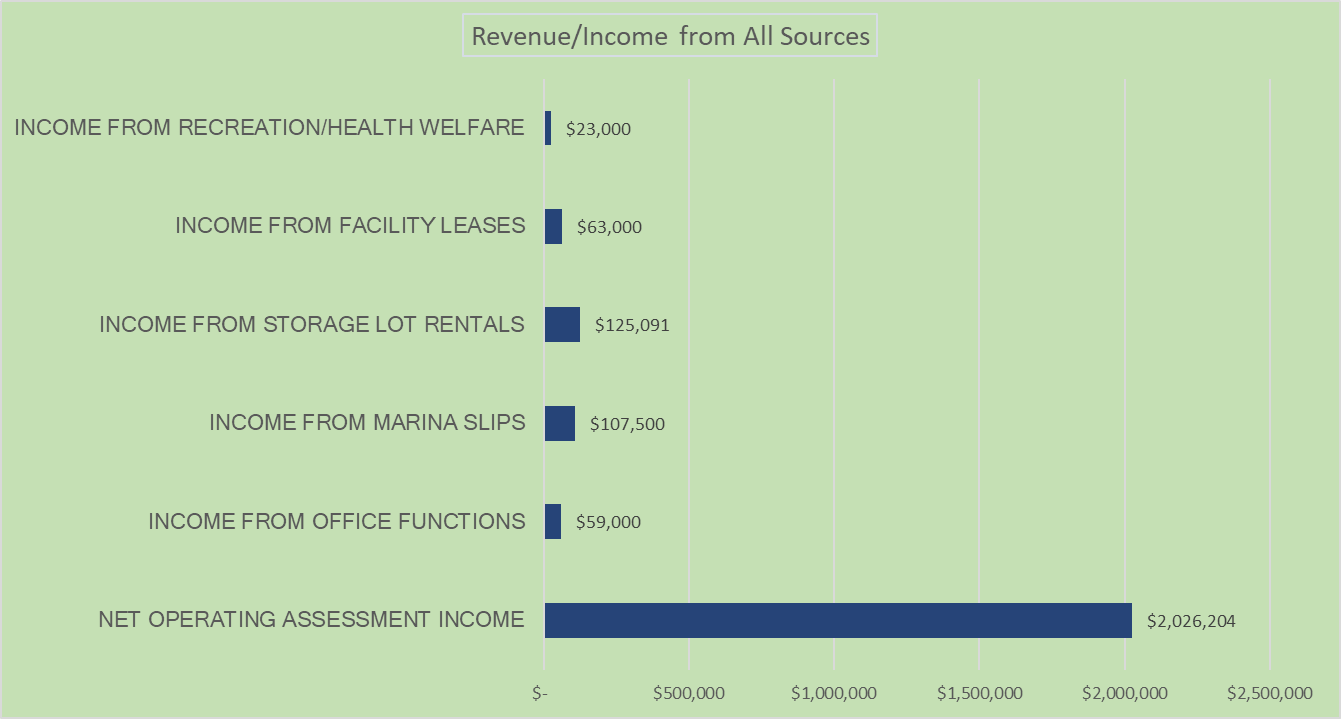 Revenue/Income from All Sources
INCOME FROM RECREATION/HEALTH WELFARE
$23,000
INCOME FROM FACILITY LEASES
$63,000
INCOME FROM STORAGE LOT RENTALS
$125,091
INCOME FROM MARINA SLIPS
$107,500
INCOME FROM OFFICE FUNCTIONS
$59,000
NET OPERATING ASSESSMENT INCOME
$2,026,204
$- $500,000 $1,000,000 $1,500,000 $2,000,000 $2,500,000